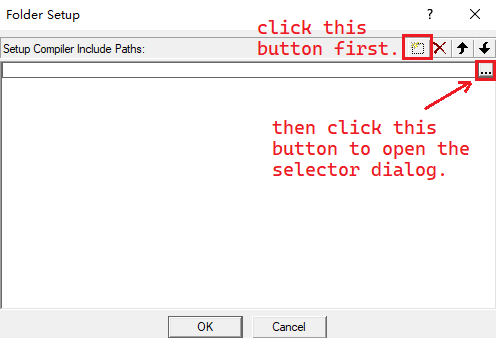 Folder Setup
?
click this
button first.
Setup Compiler Include Paths:
...
then click this
button to open the
selector dialog.
OK
Cancel